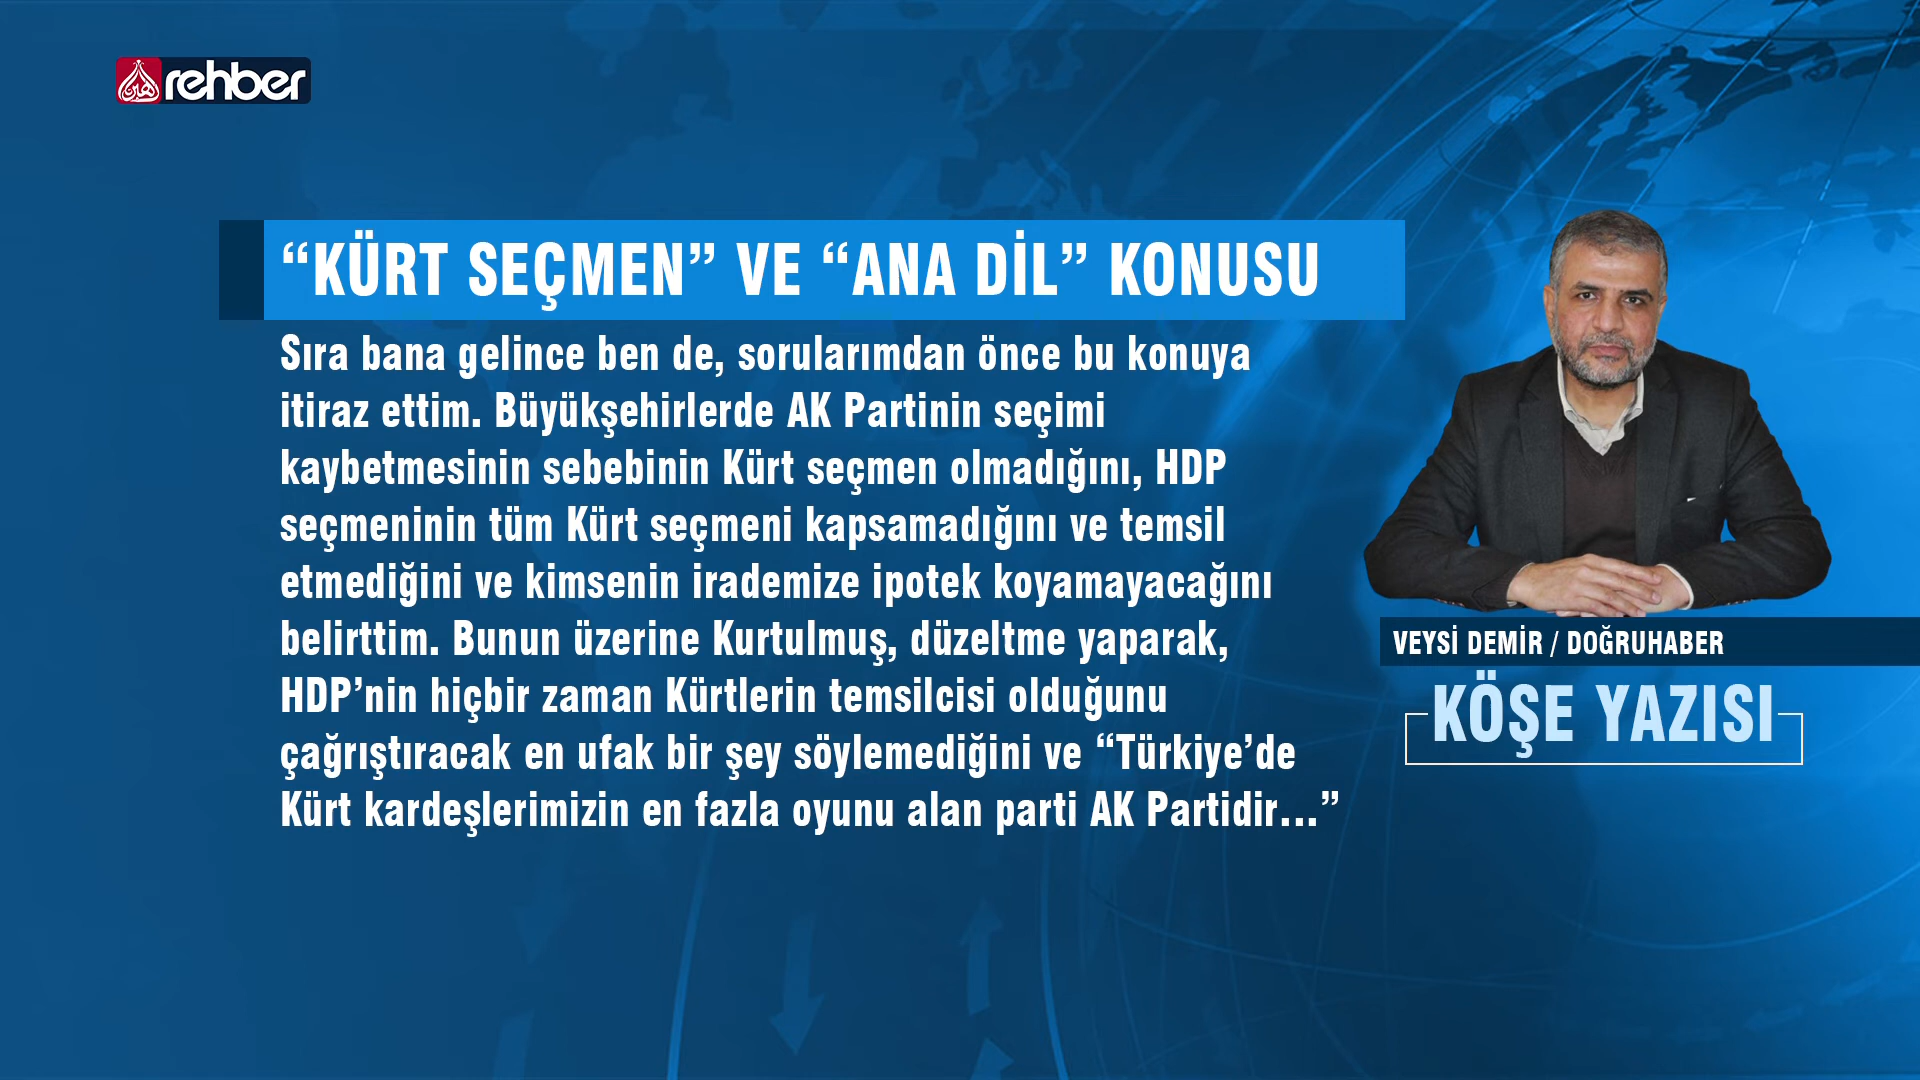 rehber
“KÜRT SEÇMEN” VE “ANA DİL” KONUSU
Sıra bana gelince ben de, sorularımdan önce bu konuya
itiraz ettim. Büyükşehirlerde AK Partinin seçimi
kaybetmesinin sebebinin Kürt seçmen olmadığını, HDP
seçmeninin tüm Kürt seçmeni kapsamadığını ve temsil
etmediğini ve kimsenin irademize ipotek koyamayacağını
belirttim. Bunun üzerine Kurtulmuş, düzeltme yaparak,
HDP’nin hiçbir zaman Kürtlerin temsilcisi olduğunu
çağrıştıracak en ufak bir şey söylemediğini ve “Türkiye’de
Kürt kardeşlerimizin en fazla oyunu alan parti AK Partidir...”
VEYSİ DEMİR / DOĞRUHABER
KÖŞE YAZISI